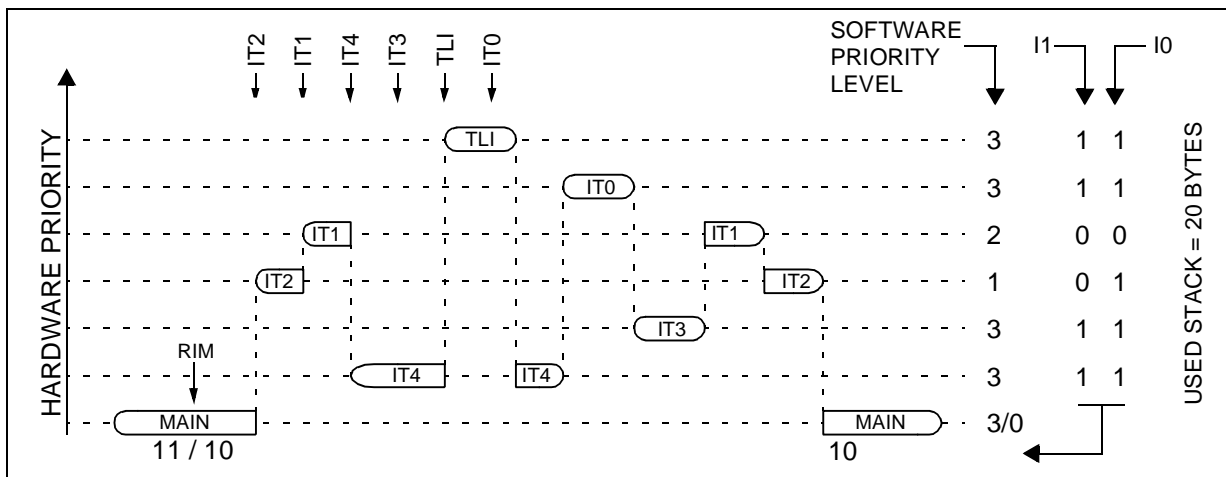 IT2
IT1
IT4
IT3
TLI
IT0
SOFTWARE
PRIORITY
LEVEL
I1
I0
HARDWARE PRIORITY
TLI
3
1 1
IT0
3
1 1
IT1
IT1
2
0 0
IT2
IT2
1
0 1
IT3
3
1 1
RIM
IT4
IT4
3
1 1
MAIN
MAIN
3/0
11 / 10
10
USED STACK = 20 BYTES